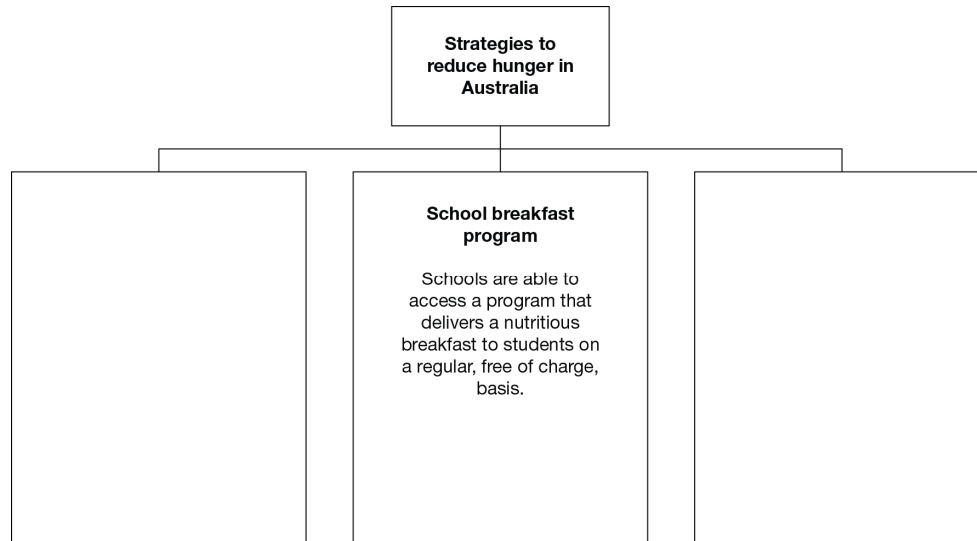 Strategies to
reduce hunger in
Australia
School breakfast
program
Schools are able to
access a program that
delivers a nutritious
breakfast to students on
a regular, free of charge,
basis.